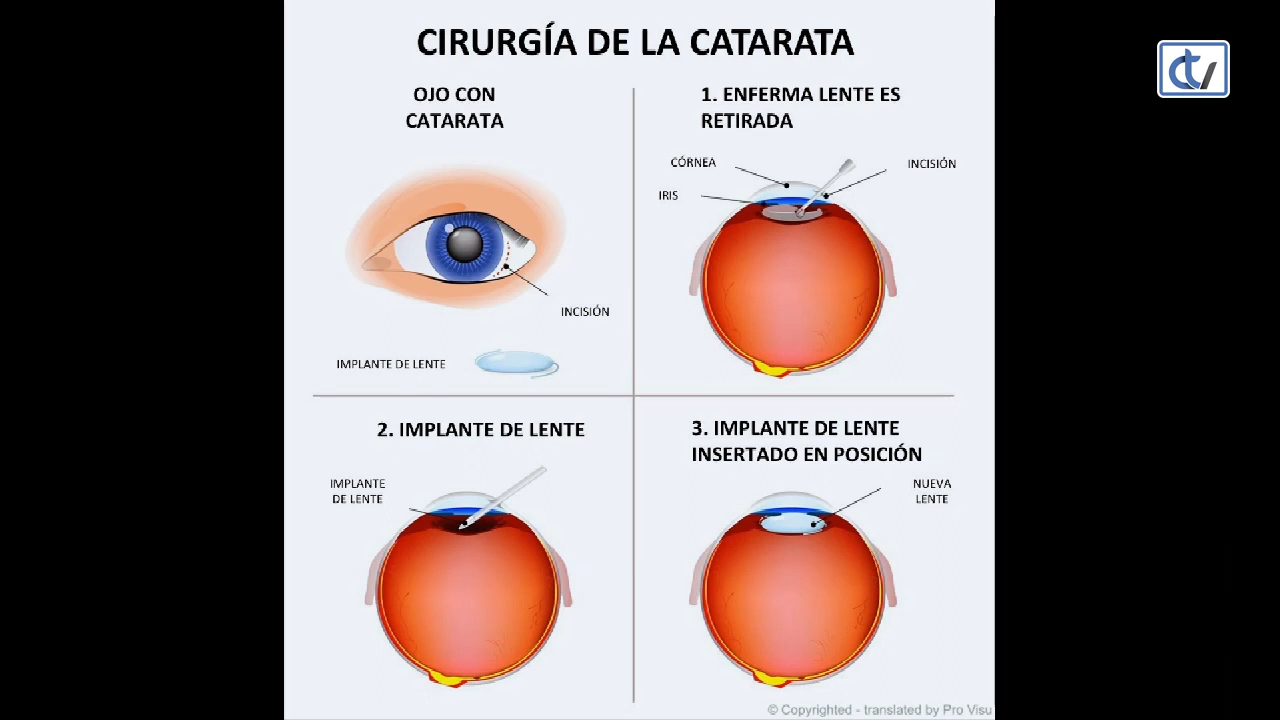 CIRURGÍA DE LA CATARATA
OJO CON
CATARATA
INCISIÓN
IMPLANTE DE LENTE
1. ENFERMA LENTE ES
RETIRADA
CÓRNEA
INCISIÓN
IRIS
2. IMPLANTE DE LENTE
IMPLANTE
DE LENTE
3. IMPLANTE DE LENTE
INSERTADO EN POSICIÓN
NUEVA
LENTE
© Copyrighted - translated by Pro Visu